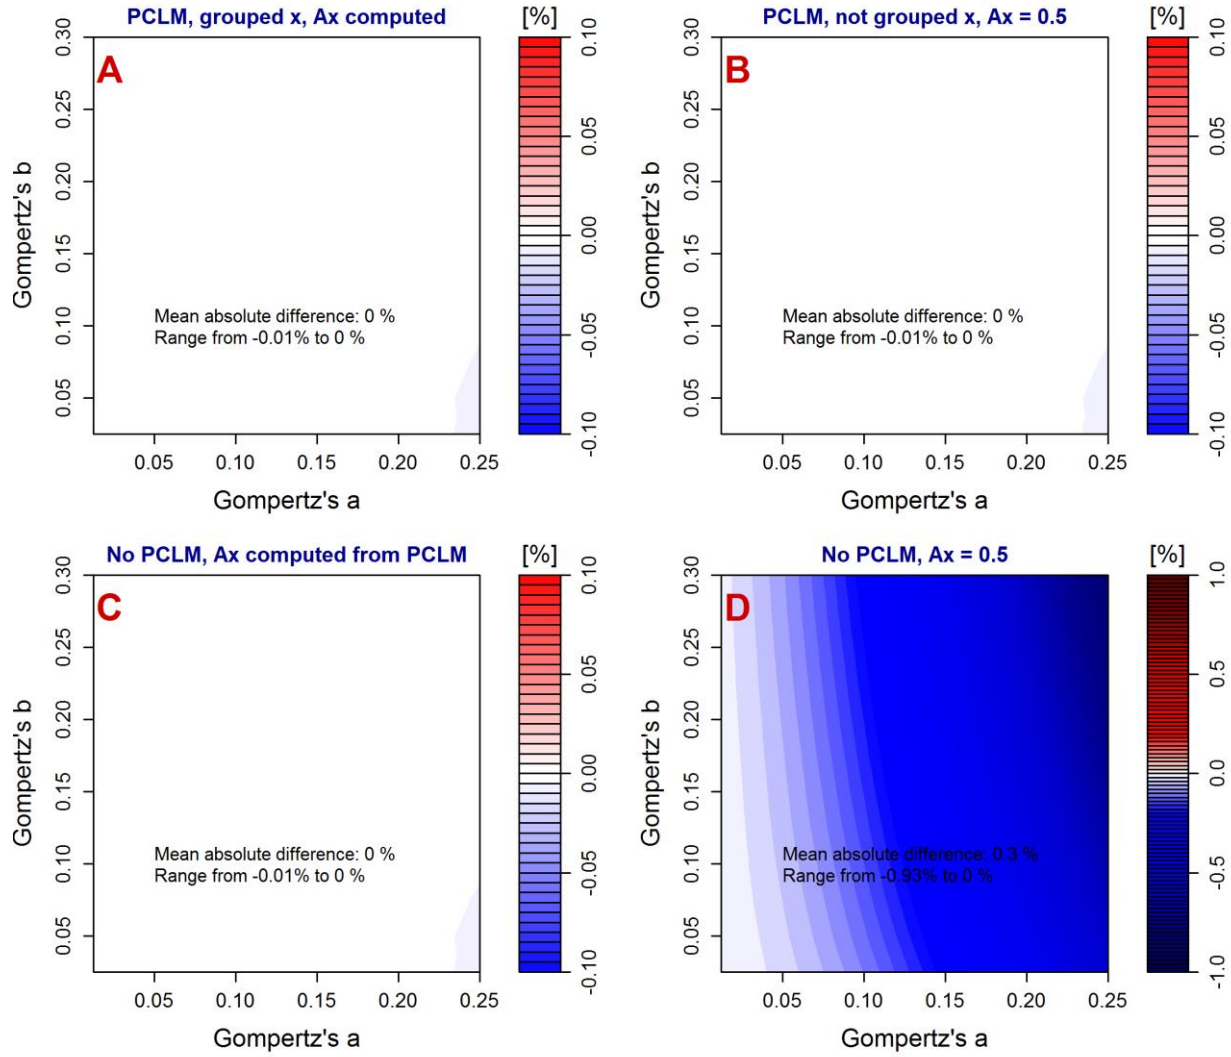 PCLM, grouped x, Ax computed
[%]
A
Gompertz's b
0.30
0.25
0.20
0.15
0.10
0.05
Mean absolute difference: 0 %
Range from -0.01% to 0 %
0.05 0.10 0.15 0.20 0.25
Gompertz's a
0.10
0.05
0.00
-0.05
-0.10
PCLM, not grouped x, Ax = 0.5
[%]
B
Gompertz's b
0.30
0.25
0.20
0.15
0.10
0.05
Mean absolute difference: 0 %
Range from -0.01% to 0 %
0.05 0.10 0.15 0.20 0.25
Gompertz's a
0.10
0.05
0.00
-0.05
-0.10
No PCLM, Ax computed from PCLM
[%]
C
Gompertz's b
0.30
0.25
0.20
0.15
0.10
0.05
Mean absolute difference: 0 %
Range from -0.01% to 0 %
0.05 0.10 0.15 0.20 0.25
Gompertz's a
0.10
0.05
0.00
-0.05
-0.10
No PCLM, Ax = 0.5
[%]
D
Gompertz's b
0.30
0.25
0.20
0.15
0.10
0.05
Mean absolute difference: 0.3 %
Range from -0.93% to 0 %
0.05 0.10 0.15 0.20 0.25
Gompertz's a
1.0
0.5
0.0
-0.5
-1.0